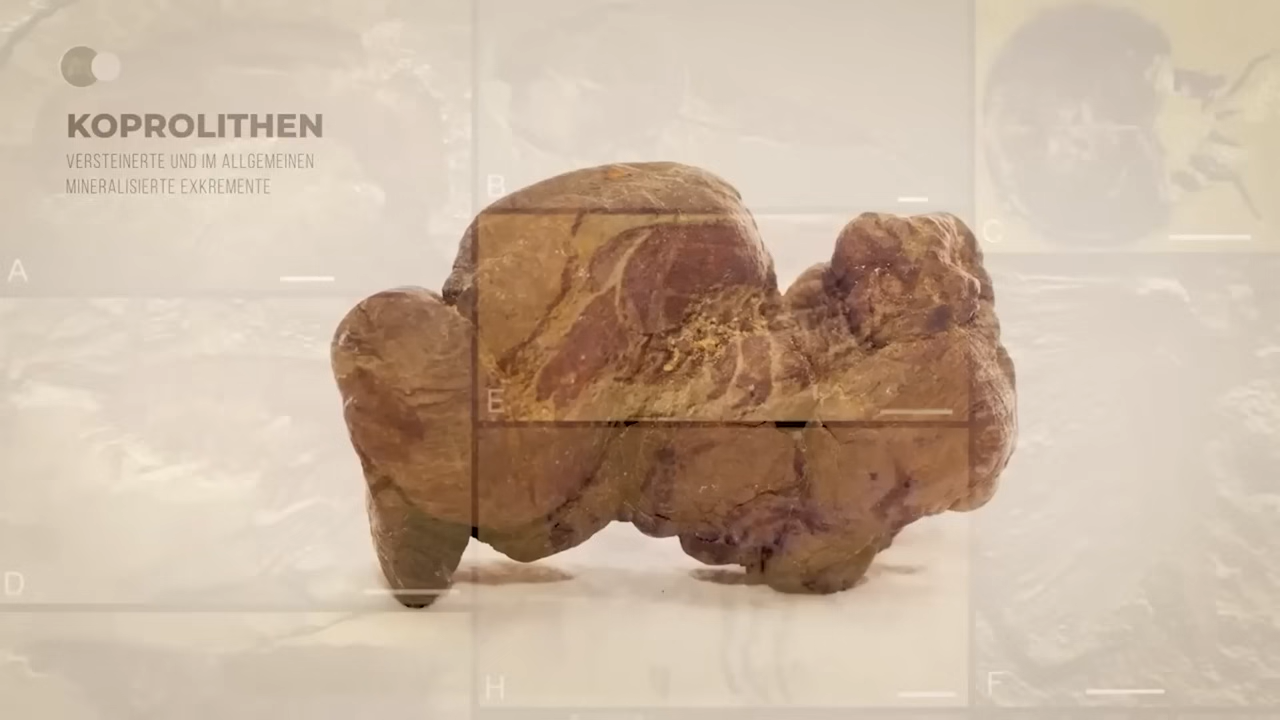 KOPROLITHEN
VERSTEINERTE UND IM ALLGEMEINEN
MINERALISIERTE EXKREMENTE
B
C
A
E
D
H
F